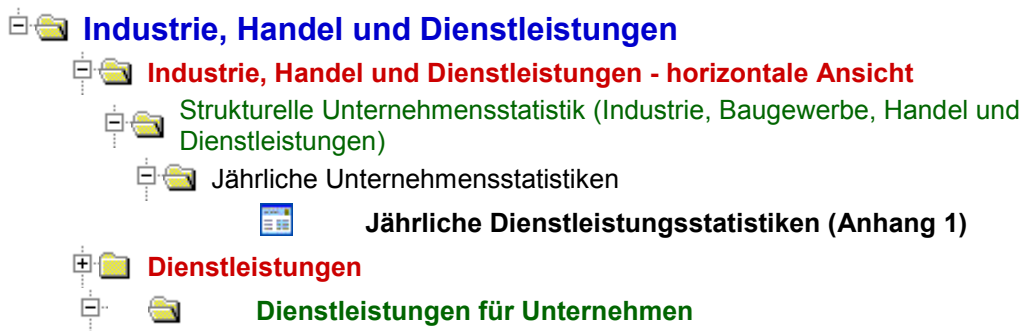 Industrie, Handel und Dienstleistungen
Industrie, Handel und Dienstleistungen - horizontale Ansicht
Strukturelle Unternehmensstatistik (Industrie, Baugewerbe, Handel und
Dienstleistungen)
Jährliche Unternehmensstatistiken
Jährliche Dienstleistungsstatistiken (Anhang 1)
Dienstleistungen
Dienstleistungen für Unternehmen